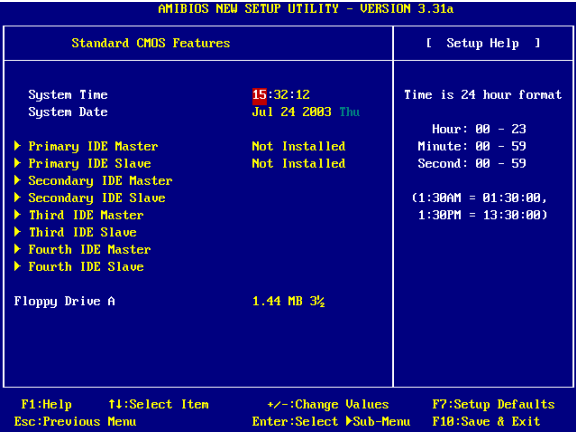 AMIBIOS NEW SETUP UTILITY - VERSION 3.31a
Standard CMOS Features
[ Setup Help ]
System Time 15:32:12
System Date Jul 24 2003 Thu
Primary IDE Master Not Installed
Primary IDE Slave Not Installed
Secondary IDE Master
Secondary IDE Slave
Third IDE Master
Third IDE Slave
Fourth IDE Master
Fourth IDE Slave
Floppy Drive A 1.44 MB 3½
Time is 24 hour format
Hour: 00 - 23
Minute: 00 - 59
Second: 00 - 59
(1:30AM = 01:30:00,
1:30PM = 13:30:00)
F1:Help ↑↓:Select Item +/-:Change Values F7:Setup Defaults
Esc:Previous Menu Enter:Select ▶Sub-Menu F10:Save & Exit